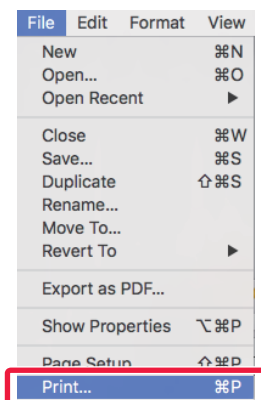 File Edit Format View
New ⌘N
Open... ⌘O
Open Recent ▶
Close ⌘W
Save... ⌘S
Duplicate ⇧⌘S
Rename...
Move To...
Revert To ▶
Export as PDF...
Show Properties ⌥⌘P
Page Setup ⇧⌘P
Print... ⌘P